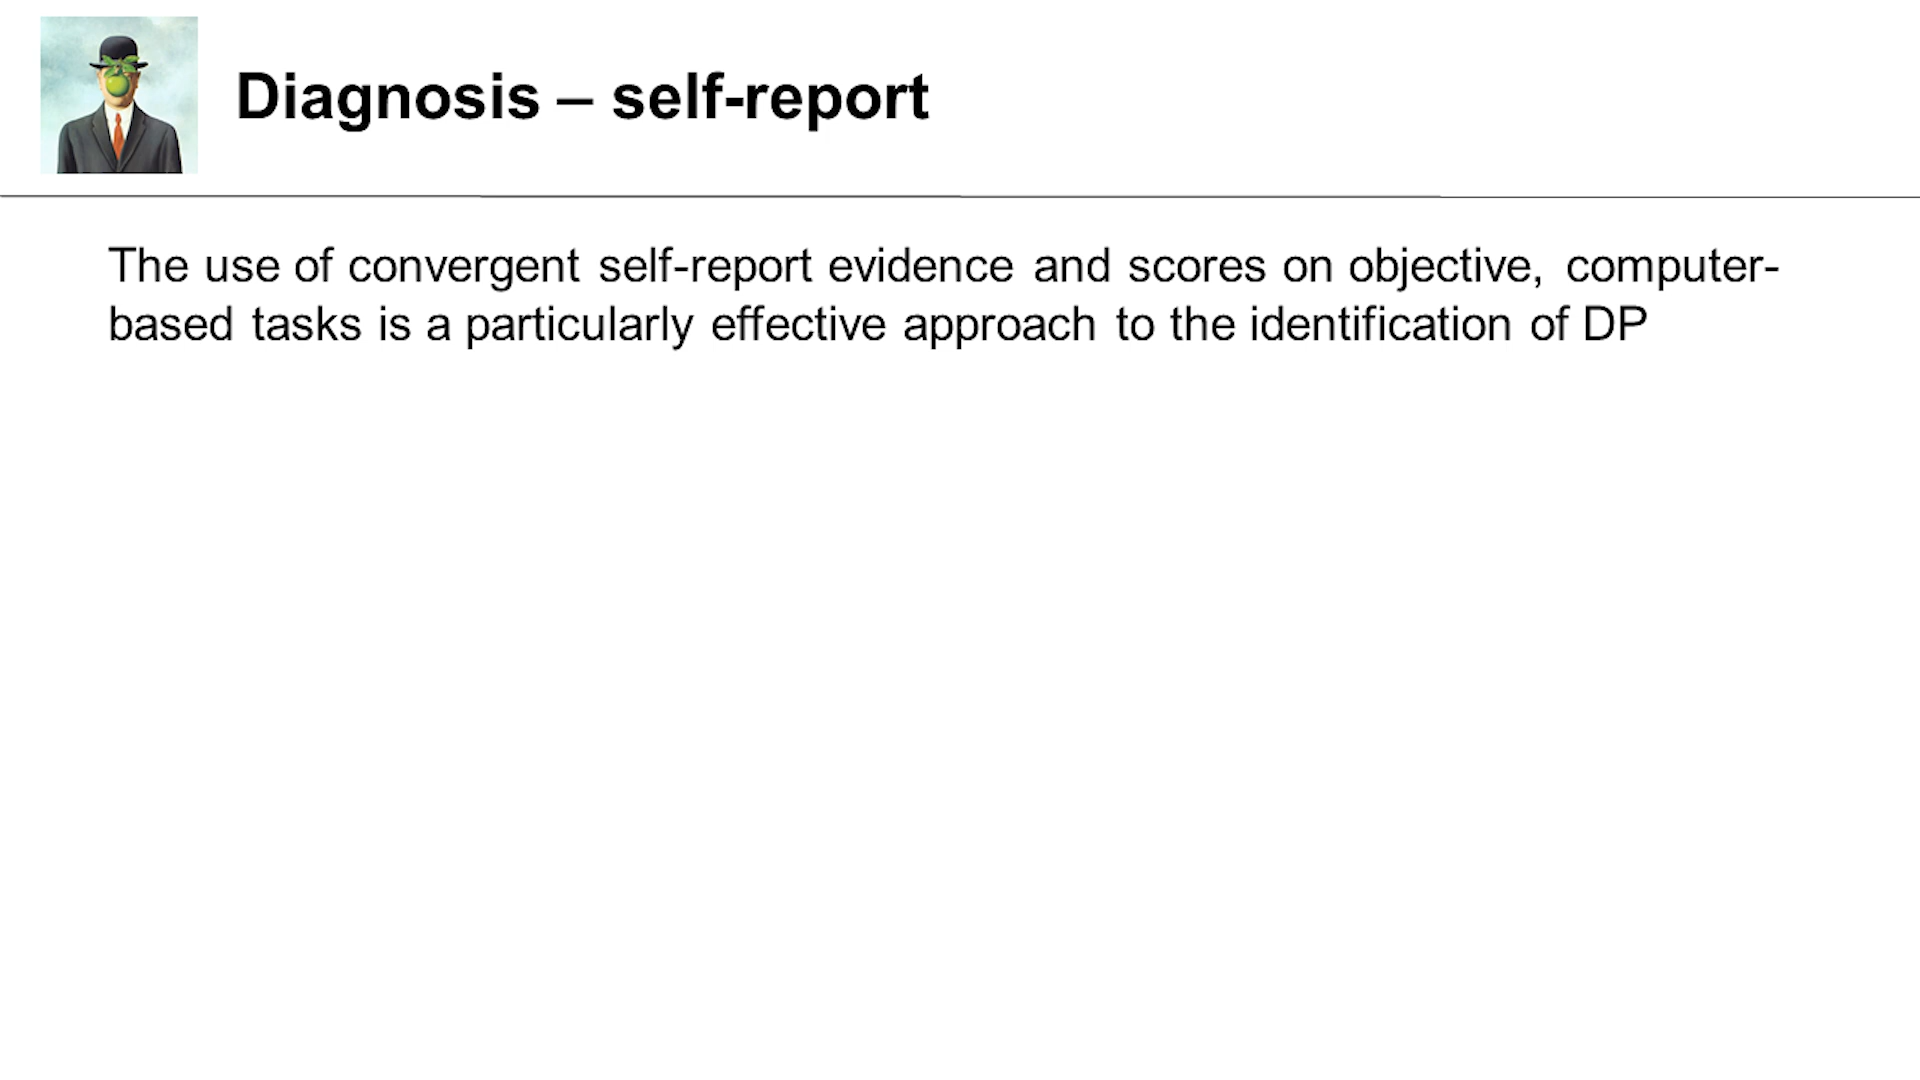 Diagnosis – self-report
The use of convergent self-report evidence and scores on objective, computer-
based tasks is a particularly effective approach to the identification of DP